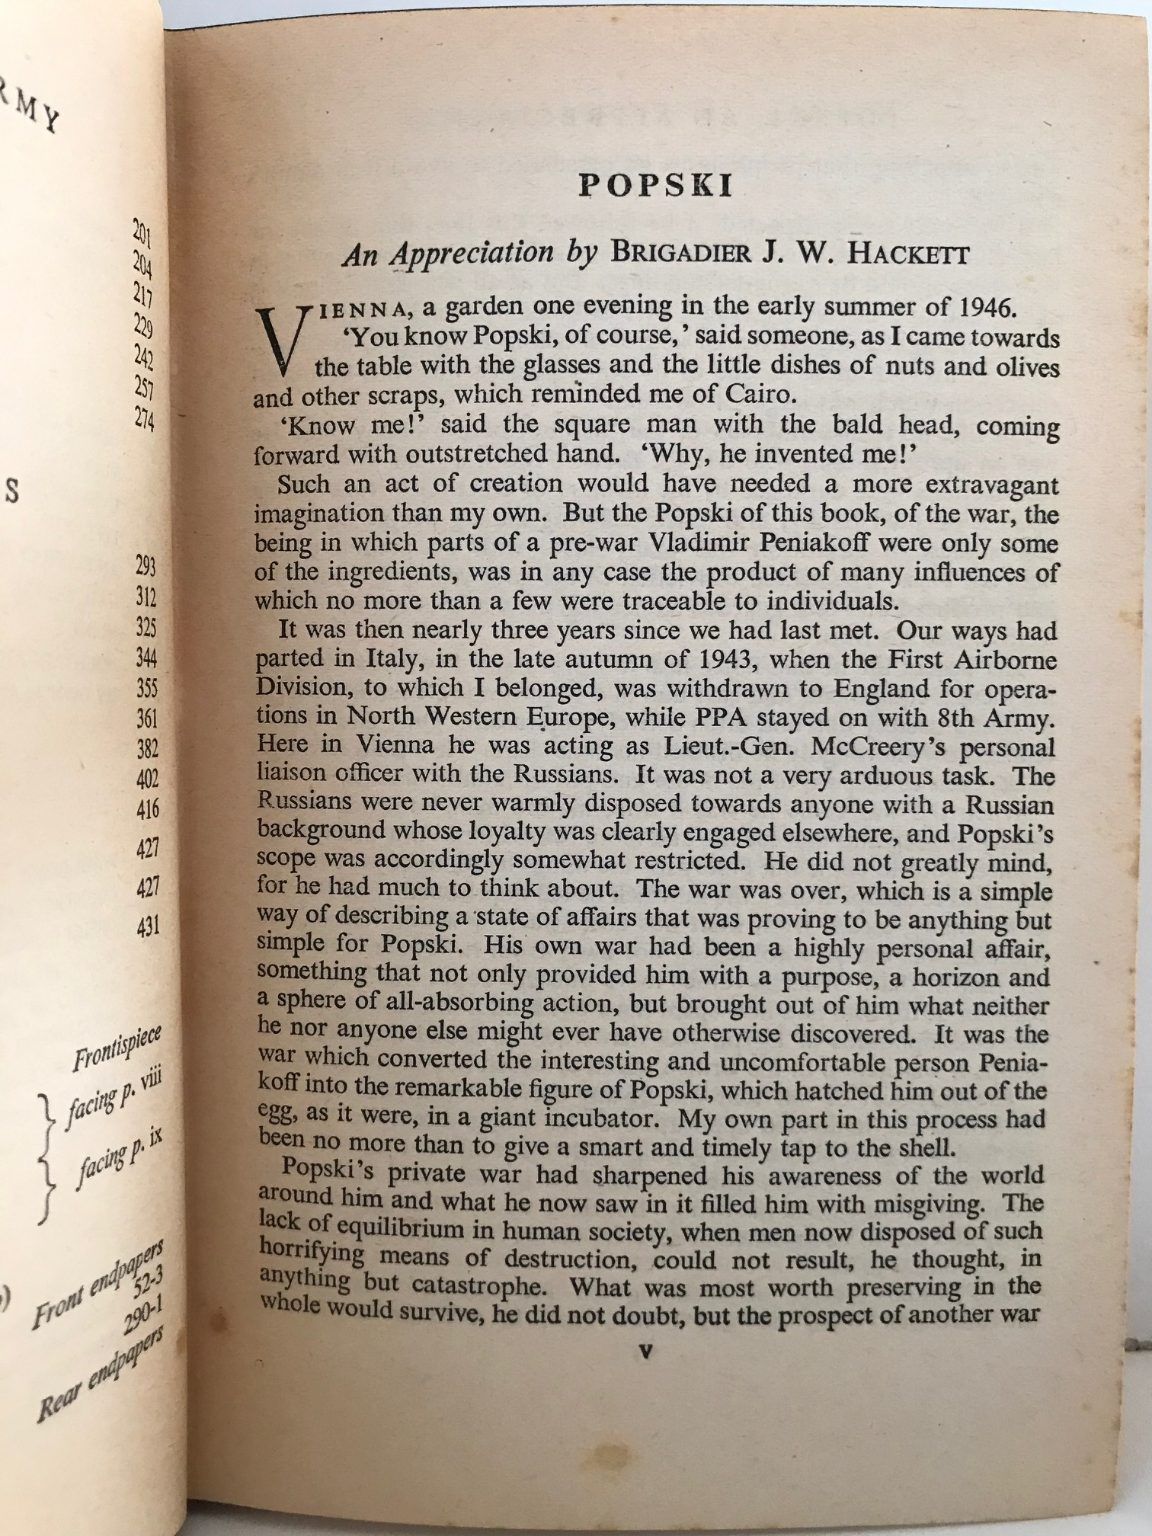 RMY
201
204
217
229
242
257
274
S
293
312
325
344
355
361
382
402
416
427
427
431
Frontispiece
facing p. viii
facing p. ix
Front endpapers
52-3
290-1
Rear endpapers
POPSKI
An Appreciation by BRIGADIER J. W. HACKETT
VIENNA, a garden one evening in the early summer of 1946.
‘You know Popski, of course,’ said someone, as I came towards
the table with the glasses and the little dishes of nuts and olives
and other scraps, which reminded me of Cairo.
‘Know me!’ said the square man with the bald head, coming
forward with outstretched hand. ‘Why, he invented me!’
Such an act of creation would have needed a more extravagant
imagination than my own. But the Popski of this book, of the war, the
being in which parts of a pre-war Vladimir Peniakoff were only some
of the ingredients, was in any case the product of many influences of
which no more than a few were traceable to individuals.
It was then nearly three years since we had last met. Our ways had
parted in Italy, in the late autumn of 1943, when the First Airborne
Division, to which I belonged, was withdrawn to England for opera-
tions in North Western Europe, while PPA stayed on with 8th Army.
Here in Vienna he was acting as Lieut.-Gen. McCreery’s personal
liaison officer with the Russians. It was not a very arduous task. The
Russians were never warmly disposed towards anyone with a Russian
background whose loyalty was clearly engaged elsewhere, and Popski’s
scope was accordingly somewhat restricted. He did not greatly mind,
for he had much to think about. The war was over, which is a simple
way of describing a state of affairs that was proving to be anything but
simple for Popski. His own war had been a highly personal affair,
something that not only provided him with a purpose, a horizon and
a sphere of all-absorbing action, but brought out of him what neither
he nor anyone else might ever have otherwise discovered. It was the
war which converted the interesting and uncomfortable person Penia-
koff into the remarkable figure of Popski, which hatched him out of the
egg, as it were, in a giant incubator. My own part in this process had
been no more than to give a smart and timely tap to the shell.
Popski’s private war had sharpened his awareness of the world
around him and what he now saw in it filled him with misgiving. The
lack of equilibrium in human society, when men now disposed of such
horrifying means of destruction, could not result, he thought, in
anything but catastrophe. What was most worth preserving in the
whole would survive, he did not doubt, but the prospect of another war
v